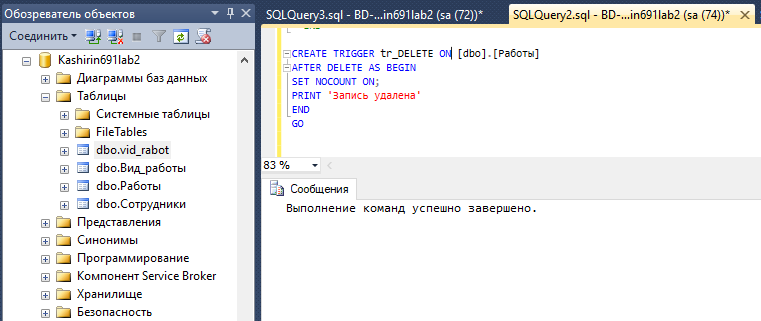 Обозреватель объектов
Соединить
Kashirin691lab2
Диаграммы баз данных
Таблицы
Системные таблицы
FileTables
dbo.vid_rabot
dbo.Вид_работы
dbo.Работы
dbo.Сотрудники
Представления
Синонимы
Программирование
Компонент Service Broker
Хранилище
Безопасность
SQLQuery3.sql - BD-...in691lab2 (sa (72))*
SQLQuery2.sql - BD-...in691lab2 (sa (74))*
CREATE TRIGGER tr_DELETE ON [dbo].[Работы]
AFTER DELETE AS BEGIN
SET NOCOUNT ON;
PRINT 'Запись удалена'
END
GO
83 %
Сообщения
Выполнение команд успешно завершено.